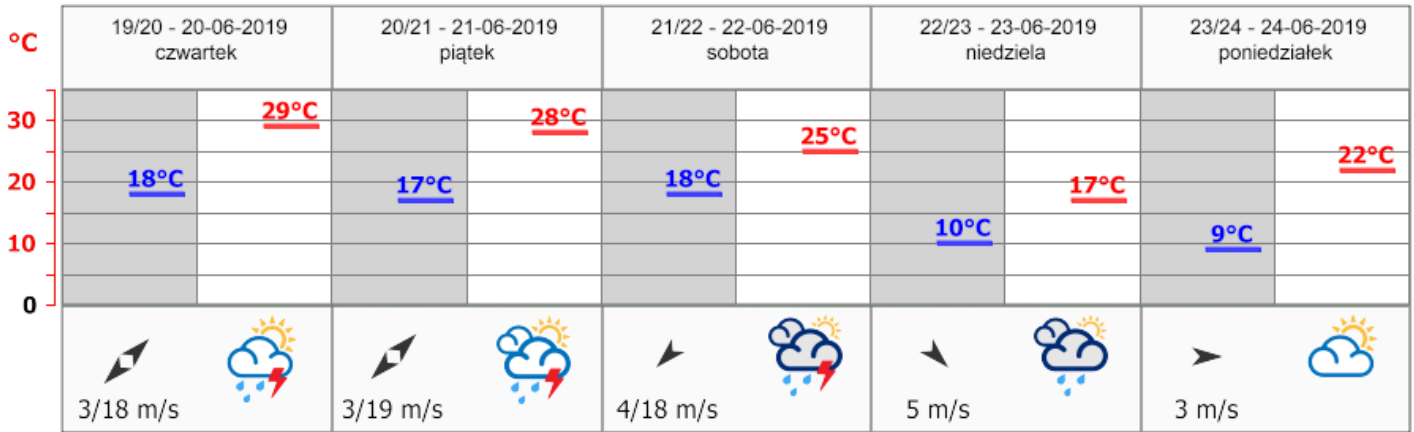 °C
19/20 - 20-06-2019
czwartek
20/21 - 21-06-2019
piątek
21/22 - 22-06-2019
sobota
22/23 - 23-06-2019
niedziela
23/24 - 24-06-2019
poniedziałek
30
20
10
0
18°C
29°C
17°C
28°C
18°C
25°C
10°C
17°C
9°C
22°C
3/18 m/s
3/19 m/s
4/18 m/s
5 m/s
3 m/s